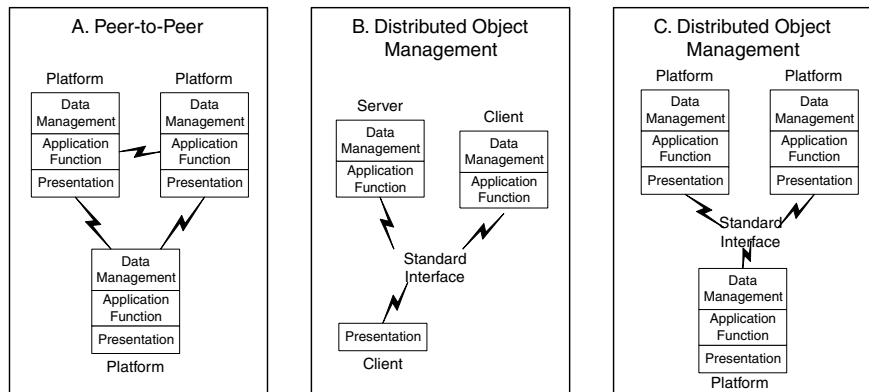 A. Peer-to-Peer
Platform
Platform
Data
Management
Application
Function
Presentation
Data
Management
Application
Function
Presentation
Data
Management
Application
Function
Presentation
Platform
B. Distributed Object
Management
Server
Data
Management
Application
Function
Client
Data
Management
Application
Function
Standard
Interface
Presentation
Client
C. Distributed Object
Management
Platform
Platform
Data
Management
Application
Function
Presentation
Data
Management
Application
Function
Presentation
Standard
Interface
Data
Management
Application
Function
Presentation
Platform